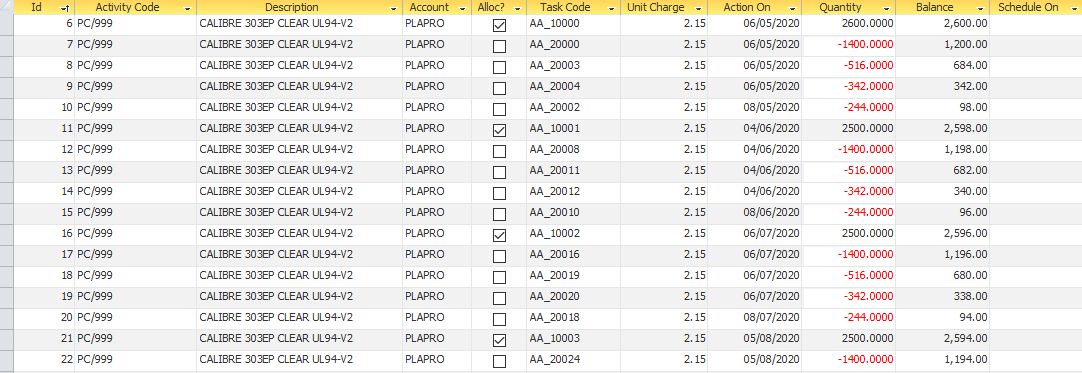 Id Activity Code Description Account Alloc? Task Code Unit Charge Action On Quantity Balance Schedule On
6 PC/999 CALIBRE 303EP CLEAR UL94-V2 PLAPRO AA_10000 2.15 06/05/2020 2600.0000 2,600.00
7 PC/999 CALIBRE 303EP CLEAR UL94-V2 PLAPRO AA_20000 2.15 06/05/2020 -1400.0000 1,200.00
8 PC/999 CALIBRE 303EP CLEAR UL94-V2 PLAPRO AA_20003 2.15 06/05/2020 -516.0000 684.00
9 PC/999 CALIBRE 303EP CLEAR UL94-V2 PLAPRO AA_20004 2.15 06/05/2020 -342.0000 342.00
10 PC/999 CALIBRE 303EP CLEAR UL94-V2 PLAPRO AA_20002 2.15 08/05/2020 -244.0000 98.00
11 PC/999 CALIBRE 303EP CLEAR UL94-V2 PLAPRO AA_10001 2.15 04/06/2020 2500.0000 2,598.00
12 PC/999 CALIBRE 303EP CLEAR UL94-V2 PLAPRO AA_20008 2.15 04/06/2020 -1400.0000 1,198.00
13 PC/999 CALIBRE 303EP CLEAR UL94-V2 PLAPRO AA_20011 2.15 04/06/2020 -516.0000 682.00
14 PC/999 CALIBRE 303EP CLEAR UL94-V2 PLAPRO AA_20012 2.15 04/06/2020 -342.0000 340.00
15 PC/999 CALIBRE 303EP CLEAR UL94-V2 PLAPRO AA_20010 2.15 08/06/2020 -244.0000 96.00
16 PC/999 CALIBRE 303EP CLEAR UL94-V2 PLAPRO AA_10002 2.15 06/07/2020 2500.0000 2,596.00
17 PC/999 CALIBRE 303EP CLEAR UL94-V2 PLAPRO AA_20016 2.15 06/07/2020 -1400.0000 1,196.00
18 PC/999 CALIBRE 303EP CLEAR UL94-V2 PLAPRO AA_20019 2.15 06/07/2020 -516.0000 680.00
19 PC/999 CALIBRE 303EP CLEAR UL94-V2 PLAPRO AA_20020 2.15 06/07/2020 -342.0000 338.00
20 PC/999 CALIBRE 303EP CLEAR UL94-V2 PLAPRO AA_20018 2.15 08/07/2020 -244.0000 94.00
21 PC/999 CALIBRE 303EP CLEAR UL94-V2 PLAPRO AA_10003 2.15 05/08/2020 2500.0000 2,594.00
22 PC/999 CALIBRE 303EP CLEAR UL94-V2 PLAPRO AA_20024 2.15 05/08/2020 -1400.0000 1,194.00